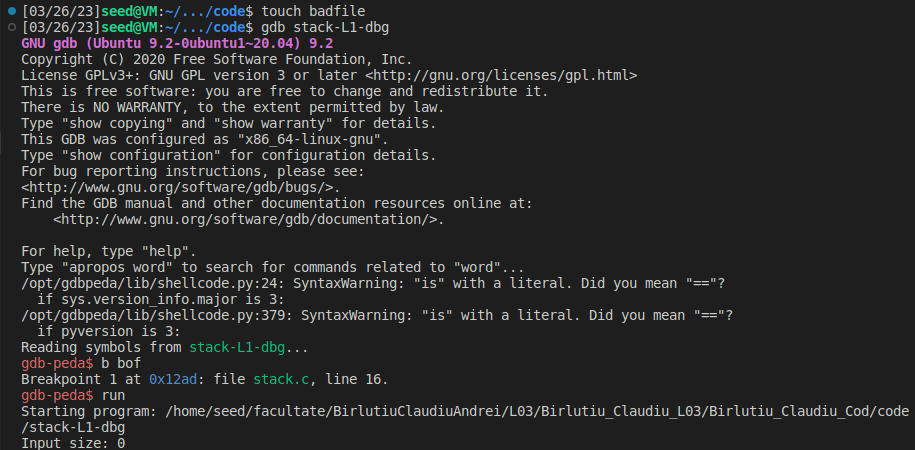 [03/26/23]seed@VM:~/.../code$ touch badfile
[03/26/23]seed@VM:~/.../code$ gdb stack-L1-dbg
GNU gdb (Ubuntu 9.2-0ubuntu1~20.04) 9.2
Copyright (C) 2020 Free Software Foundation, Inc.
License GPLv3+: GNU GPL version 3 or later <http://gnu.org/licenses/gpl.html>
This is free software: you are free to change and redistribute it.
There is NO WARRANTY, to the extent permitted by law.
Type "show copying" and "show warranty" for details.
This GDB was configured as "x86_64-linux-gnu".
Type "show configuration" for configuration details.
For bug reporting instructions, please see:
<http://www.gnu.org/software/gdb/bugs/>.
Find the GDB manual and other documentation resources online at:
    <http://www.gnu.org/software/gdb/documentation/>.

For help, type "help".
Type "apropos word" to search for commands related to "word"...
/opt/gdbpeda/lib/shellcode.py:24: SyntaxWarning: "is" with a literal. Did you mean "=="?
  if sys.version_info.major is 3:
/opt/gdbpeda/lib/shellcode.py:379: SyntaxWarning: "is" with a literal. Did you mean "=="?
  if pyversion is 3:
Reading symbols from stack-L1-dbg...
gdb-peda$ b bof
Breakpoint 1 at 0x12ad: file stack.c, line 16.
gdb-peda$ run
Starting program: /home/seed/facultate/BirlutiuClaudiuAndrei/L03/Birlutiu_Claudiu_L03/Birlutiu_Claudiu_Cod/code
/stack-L1-dbg
Input size: 0